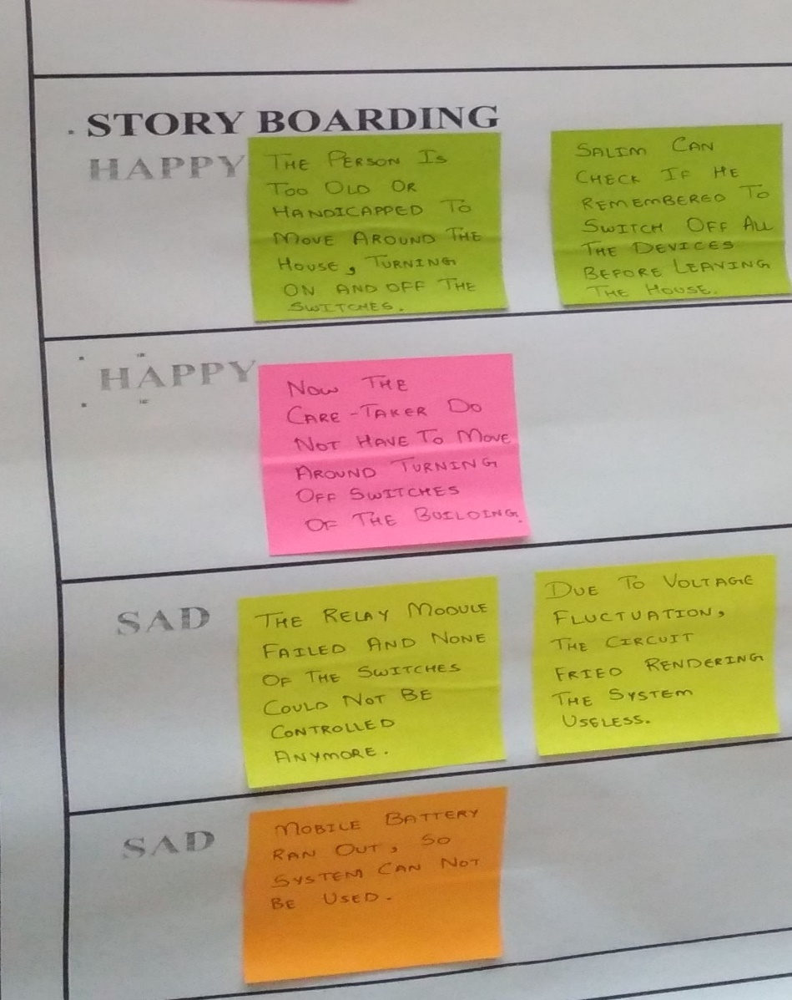 STORY BOARDING
HAPPY
THE PERSON IS
TOO OLD OR
HANDICAPPED TO
MOVE AROUND THE
HOUSE, TURNING
ON AND OFF THE
SWITCHES.
SALIM CAN
CHECK IF HE
REMEMBERED TO
SWITCH OFF ALL
THE DEVICES
BEFORE LEAVING
THE HOUSE.
HAPPY
NOW THE
CARE-TAKER DO
NOT HAVE TO MOVE
AROUND TURNING
OFF SWITCHES
OF THE BUILDING.
SAD
THE RELAY MODULE
FAILED AND NONE
OF THE SWITCHES
COULD NOT BE
CONTROLLED
ANYMORE.
DUE TO VOLTAGE
FLUCTUATION,
THE CIRCUIT
FRIED RENDERING
THE SYSTEM
USELESS.
SAD
MOBILE BATTERY
RAN OUT, SO
SYSTEM CAN NOT
BE USED.